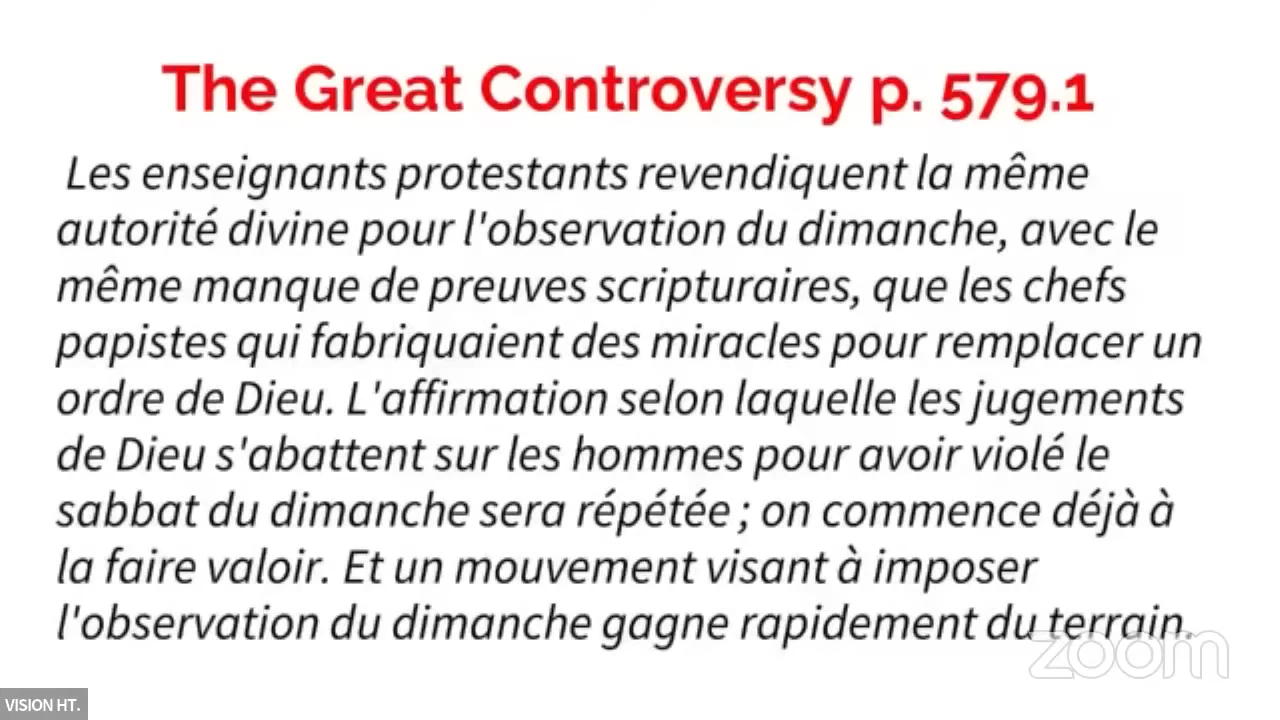 The Great Controversy p. 579.1
Les enseignants protestants revendiquent la même
autorité divine pour l'observation du dimanche, avec le
même manque de preuves scripturaires, que les chefs
papistes qui fabriquaient des miracles pour remplacer un
ordre de Dieu. L'affirmation selon laquelle les jugements
de Dieu s'abattent sur les hommes pour avoir violé le
sabbat du dimanche sera répétée ; on commence déjà à
la faire valoir. Et un mouvement visant à imposer
l'observation du dimanche gagne rapidement du terrain.
zoom
VISION HT.